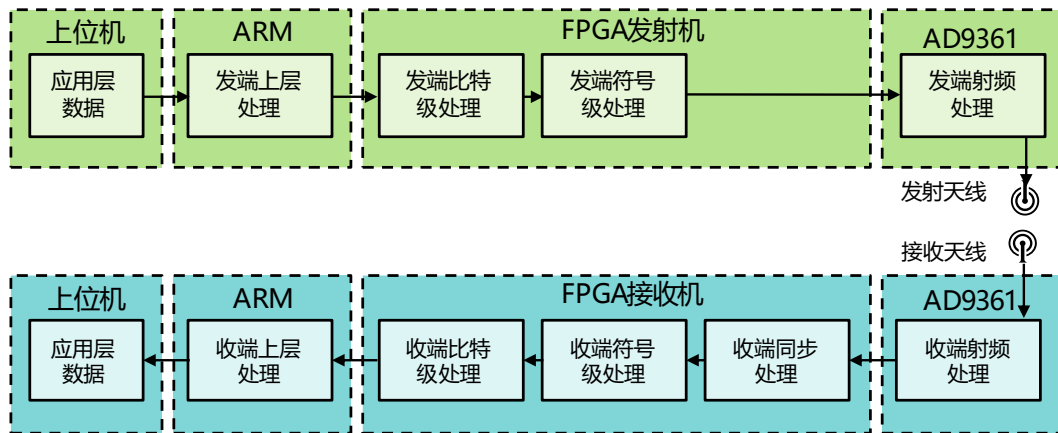 上位机
ARM
FPGA发射机
AD9361
应用层
数据
发端上层
处理
发端比特
级处理
发端符号
级处理
发端射频
处理
发射天线
接收天线
上位机
ARM
FPGA接收机
AD9361
应用层
数据
收端上层
处理
收端比特
级处理
收端符号
级处理
收端同步
处理
收端射频
处理